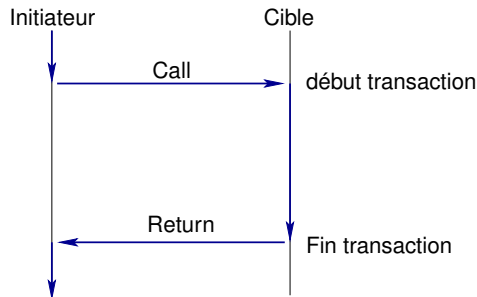 Initiateur Cible
Call
début transaction
Return
Fin transaction